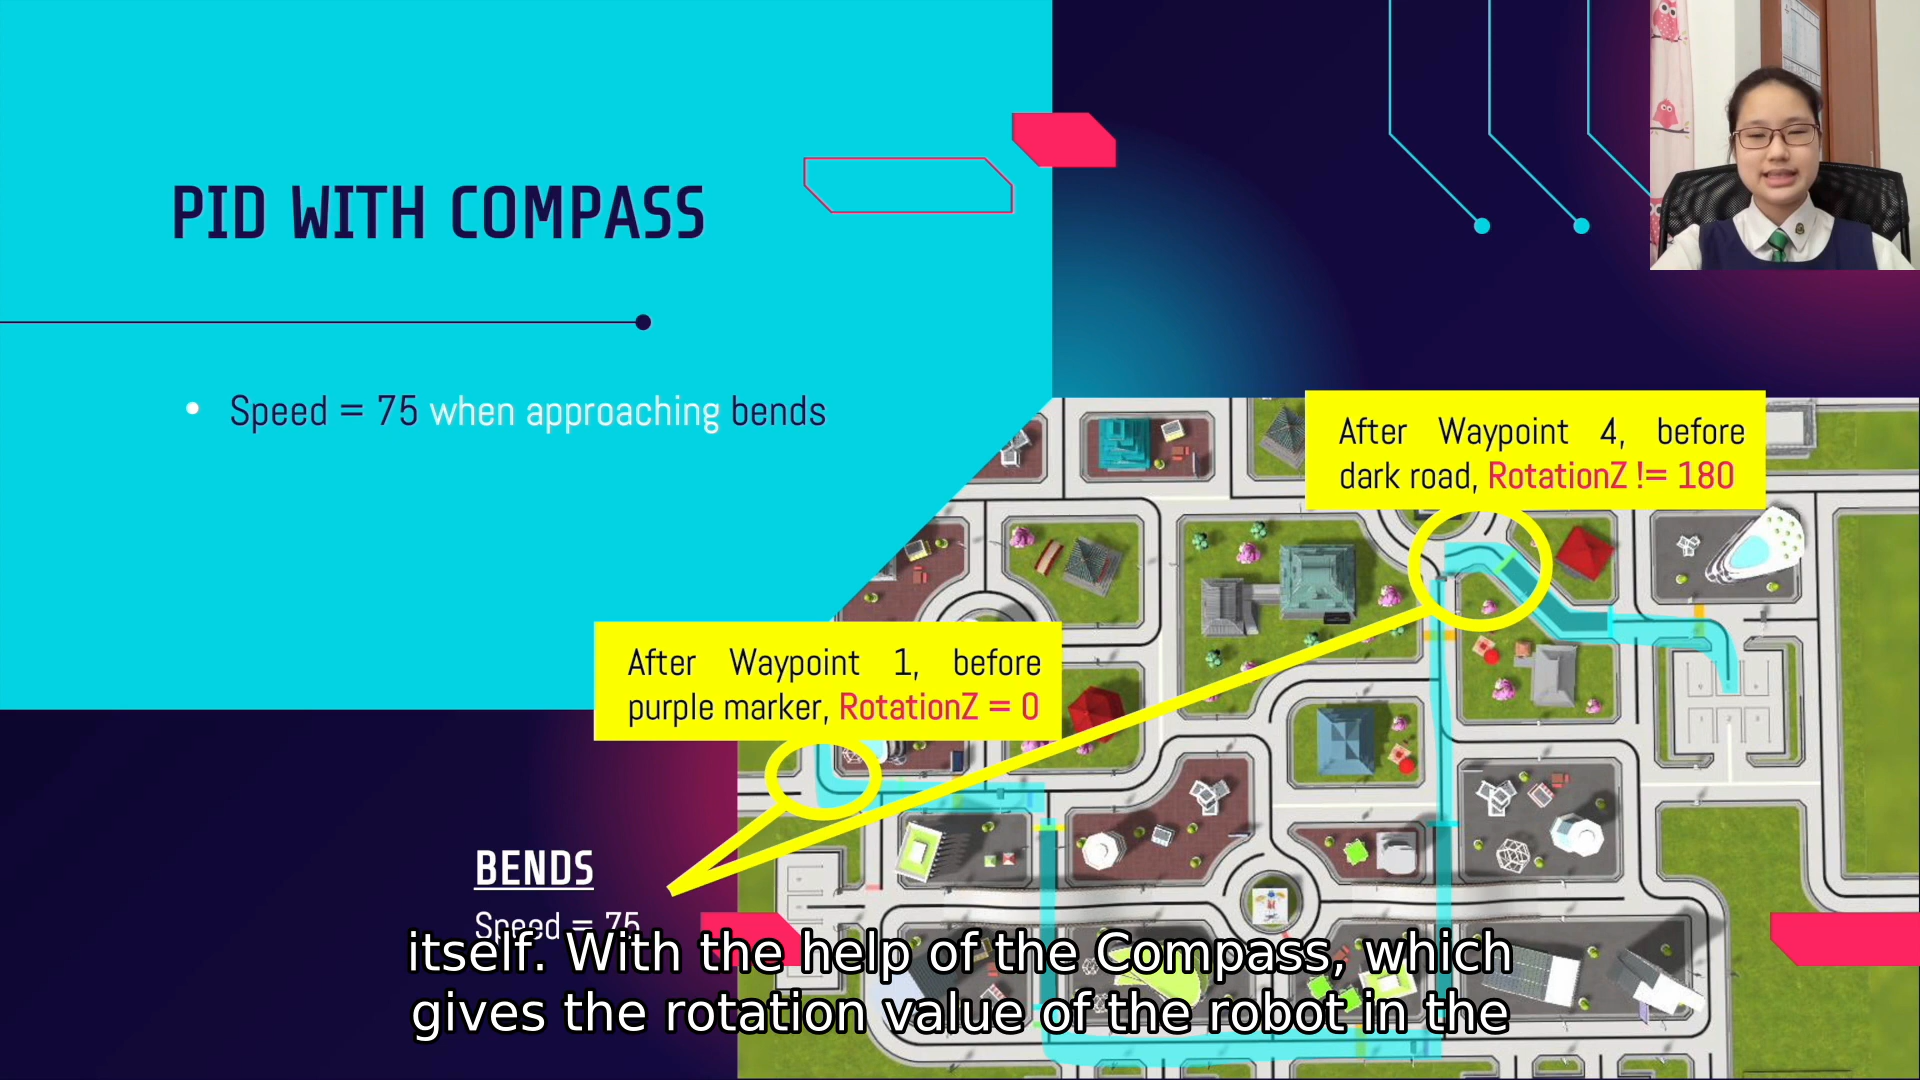 PID WITH COMPASS
• Speed = 75 when approaching bends
After Waypoint 4, before
dark road, RotationZ != 180
After Waypoint 1, before
purple marker, RotationZ = 0
BENDS
Speed = 75
itself. With the help of the Compass, which
gives the rotation value of the robot in the